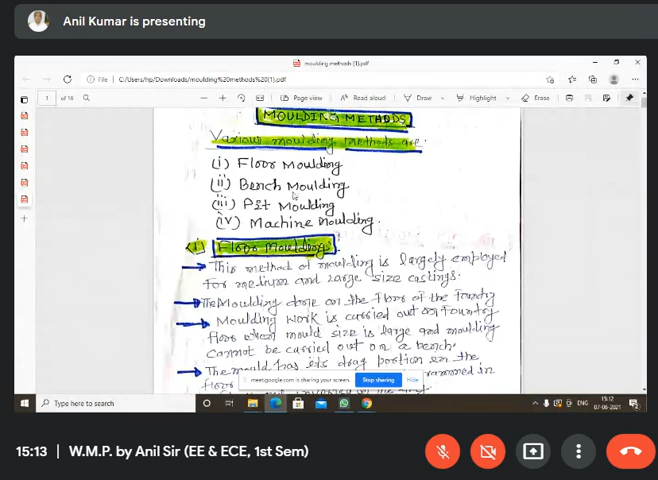 Anil Kumar is presenting
moulding methods (1).pdf
File | C:/Users/hp/Downloads/moulding%20methods%20(1).pdf
1 of 16 Page view Read aloud Draw Highlight Erase
MOULDING METHODS
Various moulding methods are:
(i) Floor Moulding
(ii) Bench Moulding
(iii) Pit Moulding
(iv) Machine Moulding.
(i) Floor Moulding:
This method of moulding is largely employed
for medium and large size castings.
The Moulding done on the floor of the foundry
Moulding work is carried out on foundry
floor when mould size is large and moulding
cannot be carried out on a bench.
The mould has its drag portion in the
floor
meet.google.com is sharing your screen. Stop sharing Hide
rammed in
Type here to search
ENG 15:12
07-06-2021
15:13 | W.M.P. by Anil Sir (EE & ECE, 1st Sem)